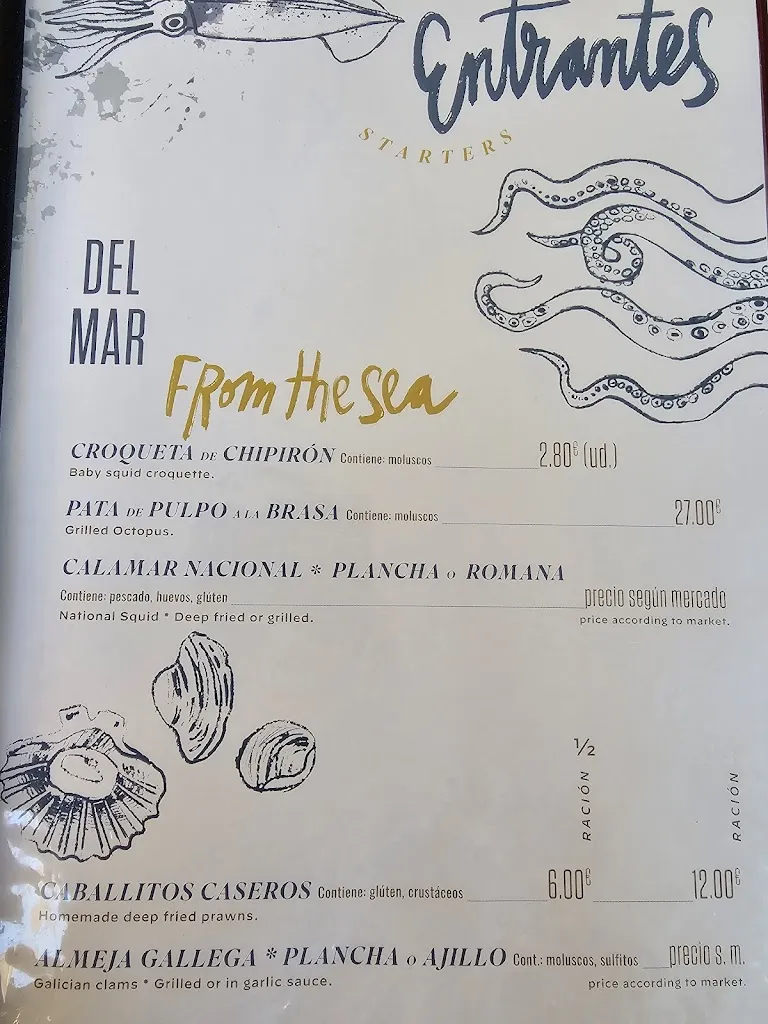 Entrantes
STARTERS
DEL
MAR
From the sea
CROQUETA DE CHIPIRÓN Contiene: moluscos 2.80€ (ud.)
Baby squid croquette.
PATA DE PULPO A LA BRASA Contiene: moluscos 27.00€
Grilled Octopus.
CALAMAR NACIONAL * PLANCHA o ROMANA
Contiene: pescado, huevos, glúten precio según mercado
National Squid * Deep fried or grilled. price according to market.
½ RACIÓN RACIÓN
CABALLITOS CASEROS Contiene: glúten, crustáceos 6.00€ 12.00€
Homemade deep fried prawns.
ALMEJA GALLEGA * PLANCHA o AJILLO Cont.: moluscos, sulfitos precio s. m.
Galician clams * Grilled or in garlic sauce. price according to market.